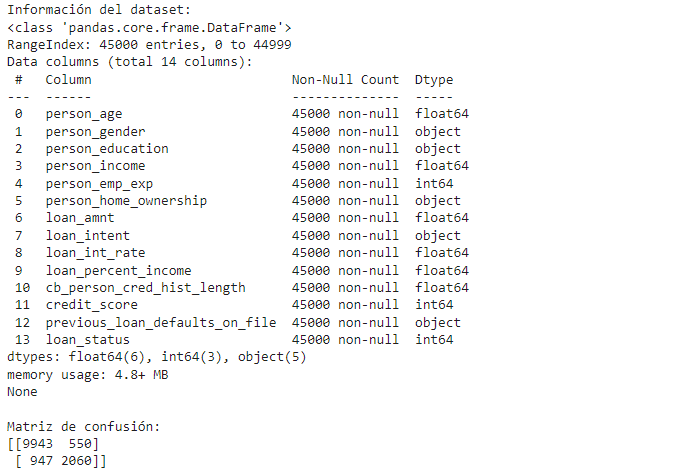 Información del dataset:
<class 'pandas.core.frame.DataFrame'>
RangeIndex: 45000 entries, 0 to 44999
Data columns (total 14 columns):
 #   Column                          Non-Null Count  Dtype
---  ------                          --------------  -----
 0   person_age                      45000 non-null  float64
 1   person_gender                   45000 non-null  object
 2   person_education                45000 non-null  object
 3   person_income                   45000 non-null  float64
 4   person_emp_exp                  45000 non-null  int64
 5   person_home_ownership           45000 non-null  object
 6   loan_amnt                       45000 non-null  float64
 7   loan_intent                     45000 non-null  object
 8   loan_int_rate                   45000 non-null  float64
 9   loan_percent_income             45000 non-null  float64
 10  cb_person_cred_hist_length      45000 non-null  float64
 11  credit_score                    45000 non-null  int64
 12  previous_loan_defaults_on_file  45000 non-null  object
 13  loan_status                     45000 non-null  int64
dtypes: float64(6), int64(3), object(5)
memory usage: 4.8+ MB
None

Matriz de confusión:
[[9943  550]
 [ 947 2060]]